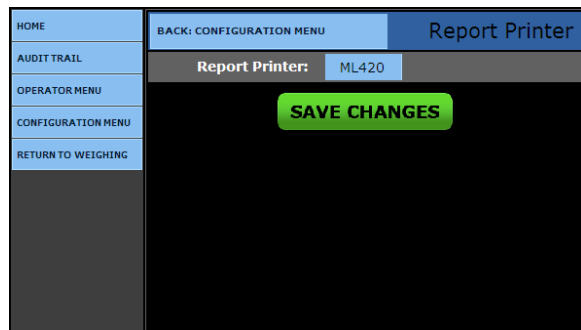 HOME
AUDIT TRAIL
OPERATOR MENU
CONFIGURATION MENU
RETURN TO WEIGHING
BACK: CONFIGURATION MENU
Report Printer
Report Printer: ML420
SAVE CHANGES